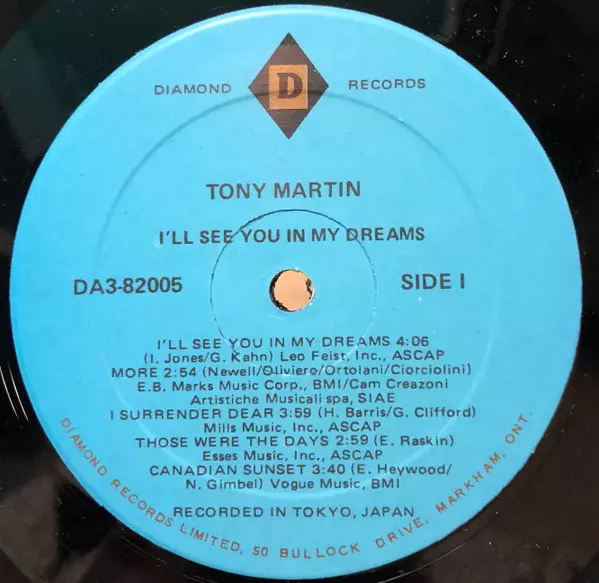 DIAMOND D RECORDS
TONY MARTIN
I'LL SEE YOU IN MY DREAMS
DA3-82005 SIDE I
I'LL SEE YOU IN MY DREAMS 4:06
(I. Jones/G. Kahn) Leo Feist, Inc., ASCAP
MORE 2:54 (Newell/Oliviero/Ortolani/Ciorciolini)
E.B. Marks Music Corp., BMI/Cam Creazoni
Artistiche Musicali spa, SIAE
I SURRENDER DEAR 3:59 (H. Barris/G. Clifford)
Mills Music, Inc., ASCAP
THOSE WERE THE DAYS 2:59 (E. Raskin)
Esses Music, Inc., ASCAP
CANADIAN SUNSET 3:40 (E. Heywood/
N. Gimbel) Vogue Music, BMI
RECORDED IN TOKYO, JAPAN
DIAMOND RECORDS LIMITED, 50 BULLOCK DRIVE, MARKHAM, ONT.